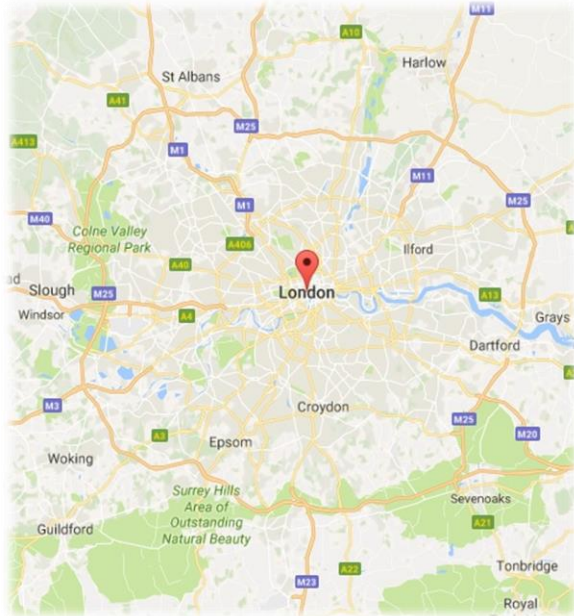 M11
A10
Harlow
St Albans
A41
M25
A413
M1
M11
M1
M25
M40
Colne Valley
Regional Park
A406
Ilford
A40
Slough
M25
London
A13
Windsor
A4
Grays
Dartford
M3
Croydon
M25
A3
Epsom
M20
Woking
Surrey Hills
Area of
Outstanding
Natural Beauty
Sevenoaks
Guildford
A21
Tonbridge
A22
M23
Royal